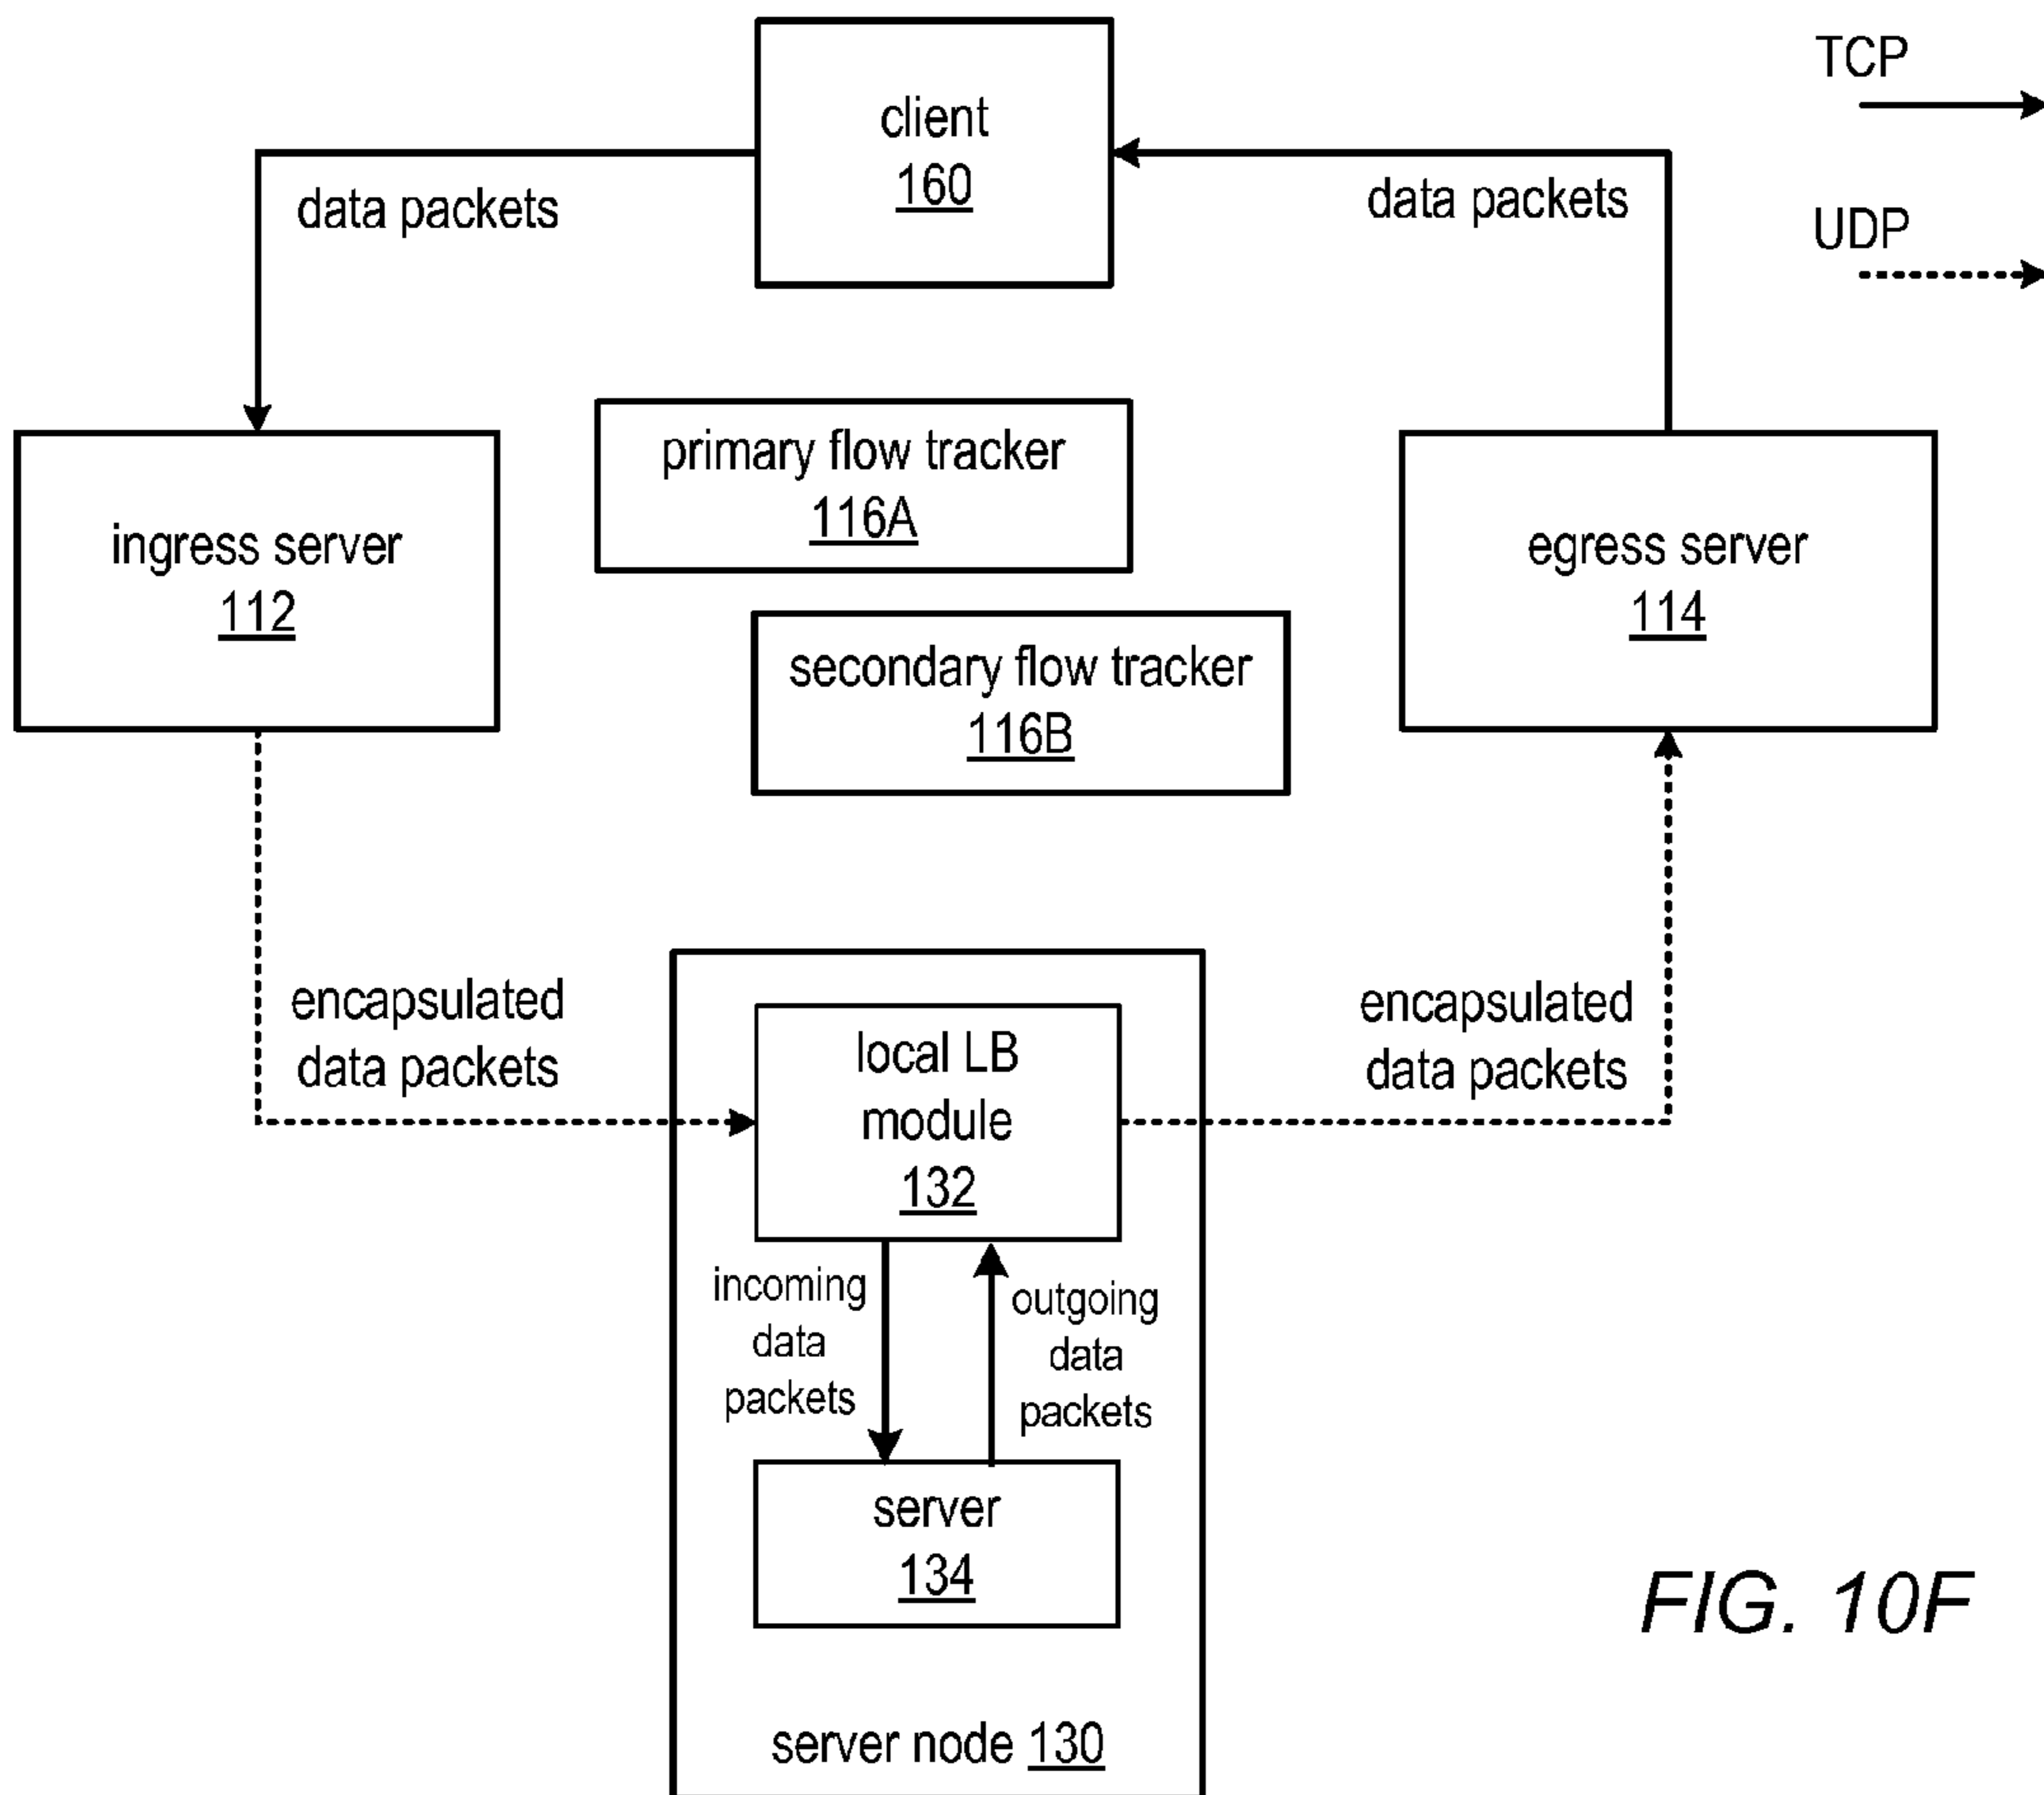 client
160
TCP
UDP
data packets
data packets
primary flow tracker
116A
ingress server
112
egress server
114
secondary flow tracker
116B
encapsulated
data packets
local LB
module
132
encapsulated
data packets
incoming
data
packets
outgoing
data
packets
server
134
server node 130
FIG. 10F